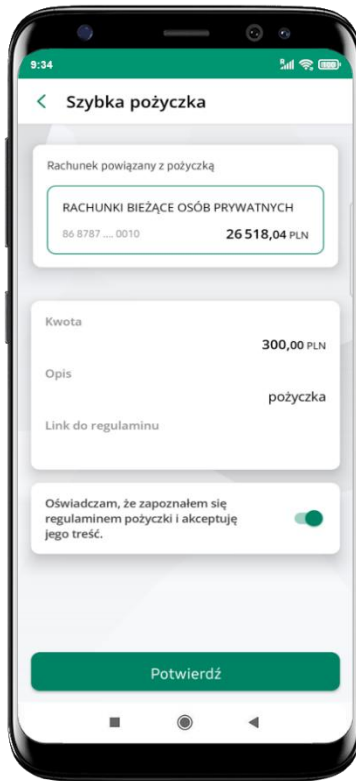 9:34
Szybka pożyczka
Rachunek powiązany z pożyczką
RACHUNKI BIEŻĄCE OSÓB PRYWATNYCH
86 8787 .... 0010 26 518,04 PLN
Kwota
300,00 PLN
Opis
pożyczka
Link do regulaminu
Oświadczam, że zapoznałem się
regulaminem pożyczki i akceptuję
jego treść.
Potwierdź